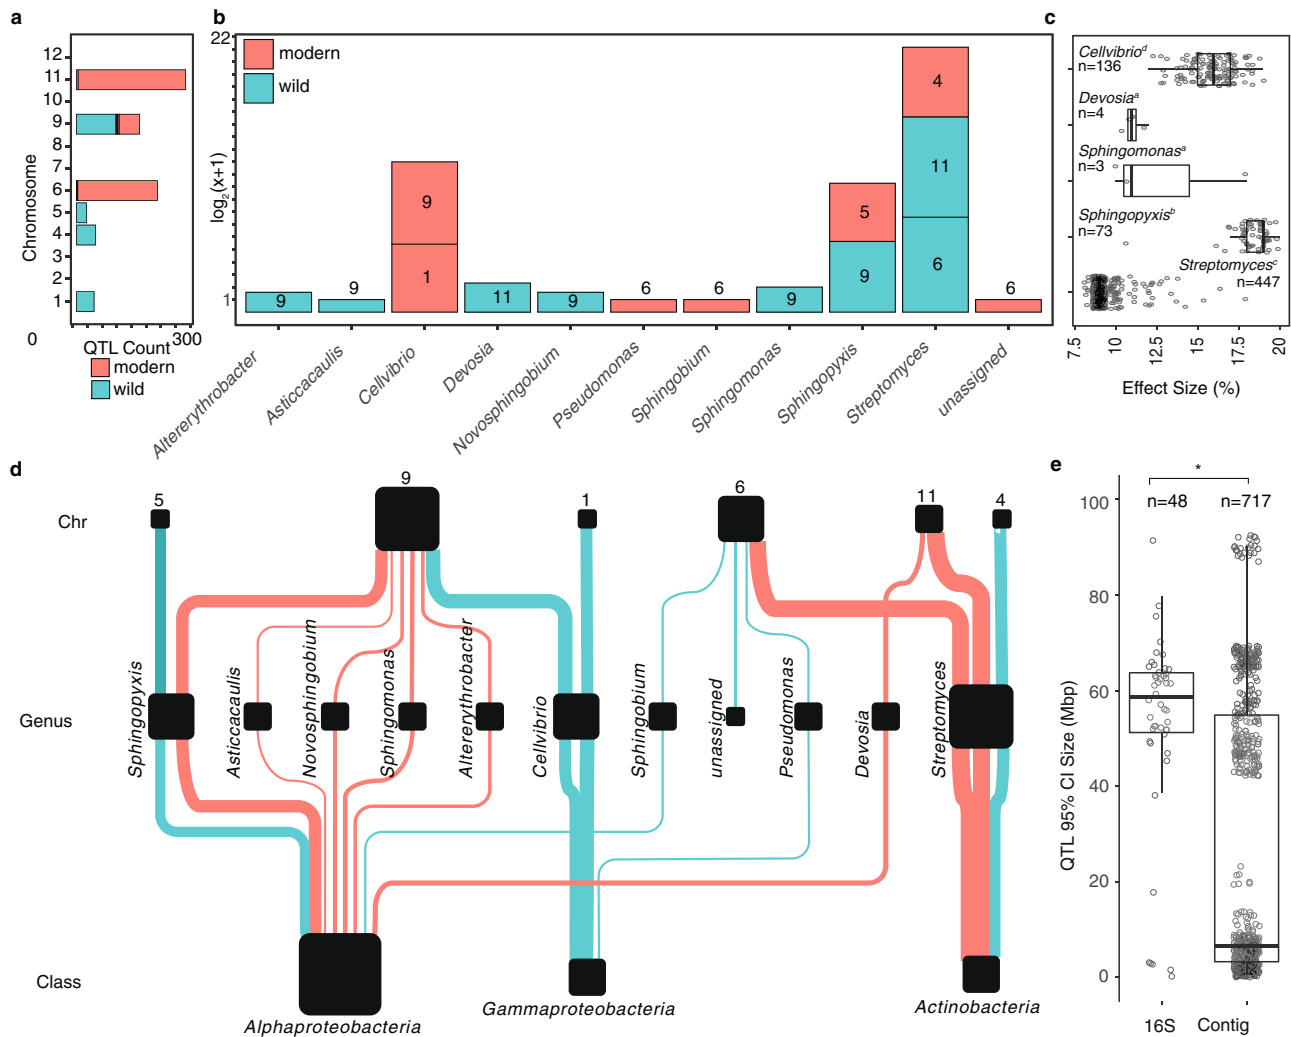 a
12
11
10
9
8
7
6
5
4
3
2
1
0
300
Chromosome
QTL Count
modern
wild
b
22
1
log2(x+1)
modern
wild
9
9
9
1
11
9
6
6
9
5
9
4
11
6
6
Altererythrobacter
Asticcacaulis
Cellvibrio
Devosia
Novosphingobium
Pseudomonas
Sphingobium
Sphingomonas
Sphingopyxis
Streptomyces
unassigned
c
Cellvibrio^d
n=136
Devosia^a
n=4
Sphingomonas^a
n=3
Sphingopyxis^b
n=73
Streptomyces^c
n=447
7.5
10
12.5
15
17.5
20
Effect Size (%)
d
Chr
5
9
1
6
11
4
Genus
Sphingopyxis
Asticcacaulis
Novosphingobium
Sphingomonas
Altererythrobacter
Cellvibrio
Sphingobium
unassigned
Pseudomonas
Devosia
Streptomyces
Class
Alphaproteobacteria
Gammaproteobacteria
Actinobacteria
e
*
n=48
n=717
100
80
60
40
20
0
QTL 95% CI Size (Mbp)
16S
Contig